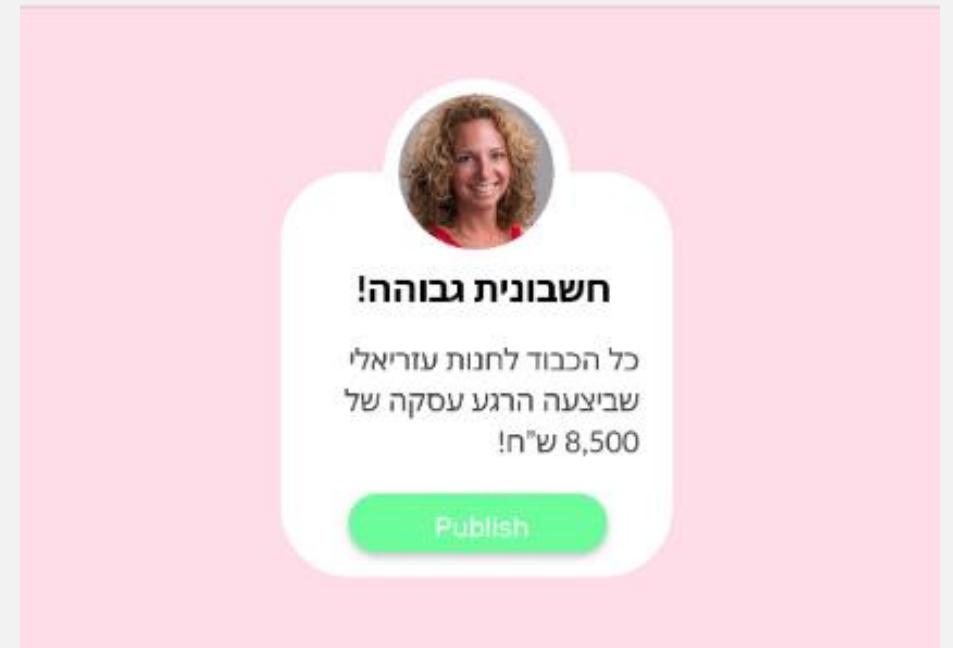 חשבונית גבוהה!
כל הכבוד לחנות עזריאלי
שביצעה הרגע עסקה של
8,500 ש"ח!
Publish